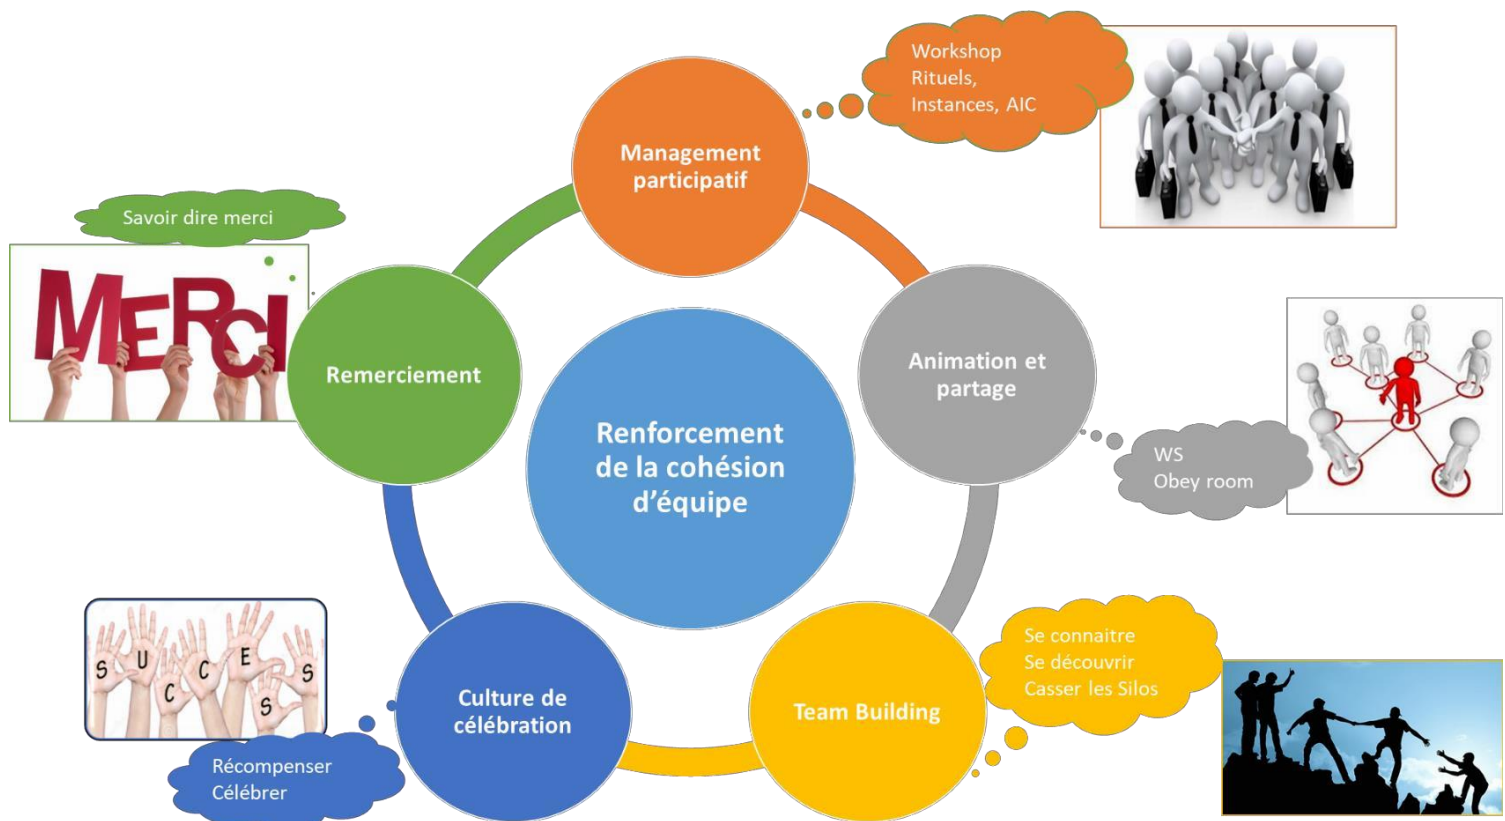 Workshop
Rituels,
Instances, AIC
Management
participatif
Savoir dire merci
MERCI
Remerciement
Animation et
partage
Renforcement
de la cohésion
d'équipe
WS
Obey room
Se connaitre
Se découvrir
Casser les Silos
Team Building
SUCCESS
Culture de
célébration
Récompenser
Célébrer